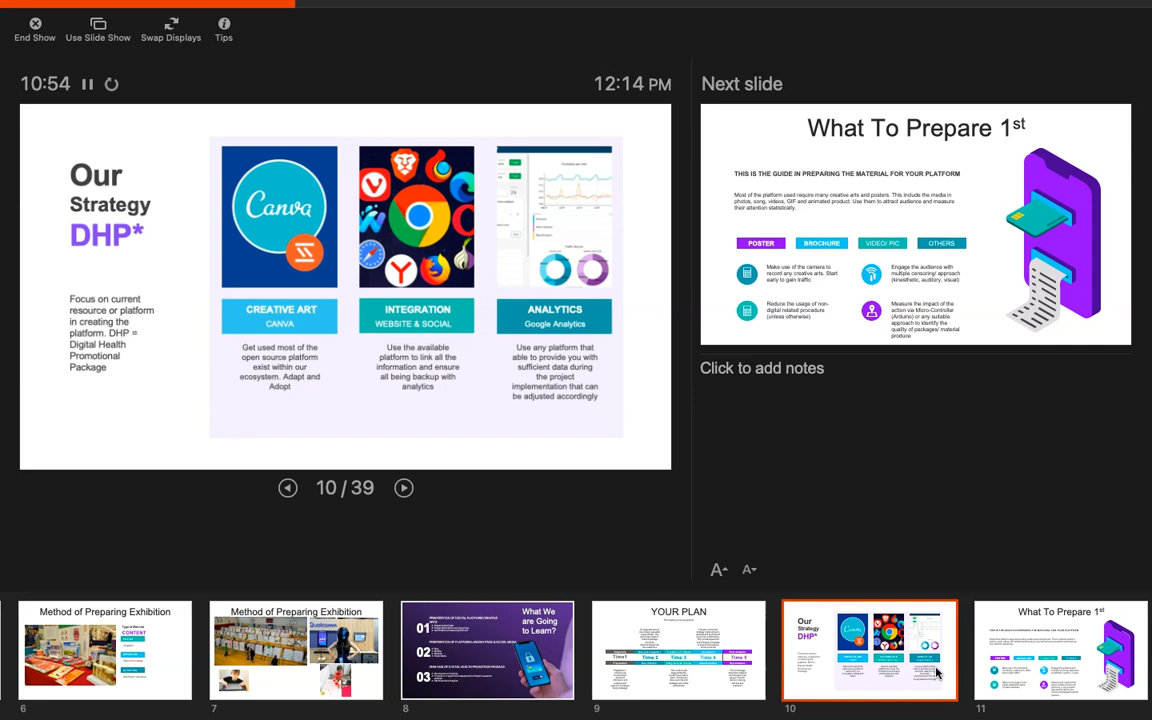 End Show
Use Slide Show
Swap Displays
Tips
10:54
12:14 PM
Our
Strategy
DHP*
Focus on current
resource or platform
in creating the
platform. DHP =
Digital Health
Promotional
Package
Canva
CREATIVE ART
CANVA
Get used most of the
open source platform
exist within our
ecosystem. Adapt and
Adopt
INTEGRATION
WEBSITE & SOCIAL
Use the available
platform to link all the
information and ensure
all being backup with
analytics
ANALYTICS
Google Analytics
Use any platform that
able to provide you with
sufficient data during
the project
implementation that can
be adjusted accordingly
10 / 39
Next slide
What To Prepare 1st
THIS IS THE GUIDE IN PREPARING THE MATERIAL FOR YOUR PLATFORM
Most of the platform used require many creative arts and posters. This include the media in
photos, song, videos, GIF and animated product. Use them to attract audience and measure
their attention statistically.
POSTER
BROCHURE
VIDEO/ PIC
OTHERS
Make use of the camera to
record any creative art. Start
early to gain traffic
Engage the audience with
multiple censoring/ approach
(kinesthetic, auditory, visual)
Reduce the usage of non-
digital related procedure
(unless otherwise)
Measure the impact of the
action via Micro-Controller
(Arduino) or any suitable
approach to identify the
quality of packages/ material
produce
Click to add notes
A
A
Method of Preparing Exhibition
CONTENT
6
Method of Preparing Exhibition
7
What We
are Going
to Learn?
01
02
03
8
YOUR PLAN
Time 1
Time 2
Time 3
Time 4
Time 5
9
Our
Strategy
DHP*
10
What To Prepare 1st
11